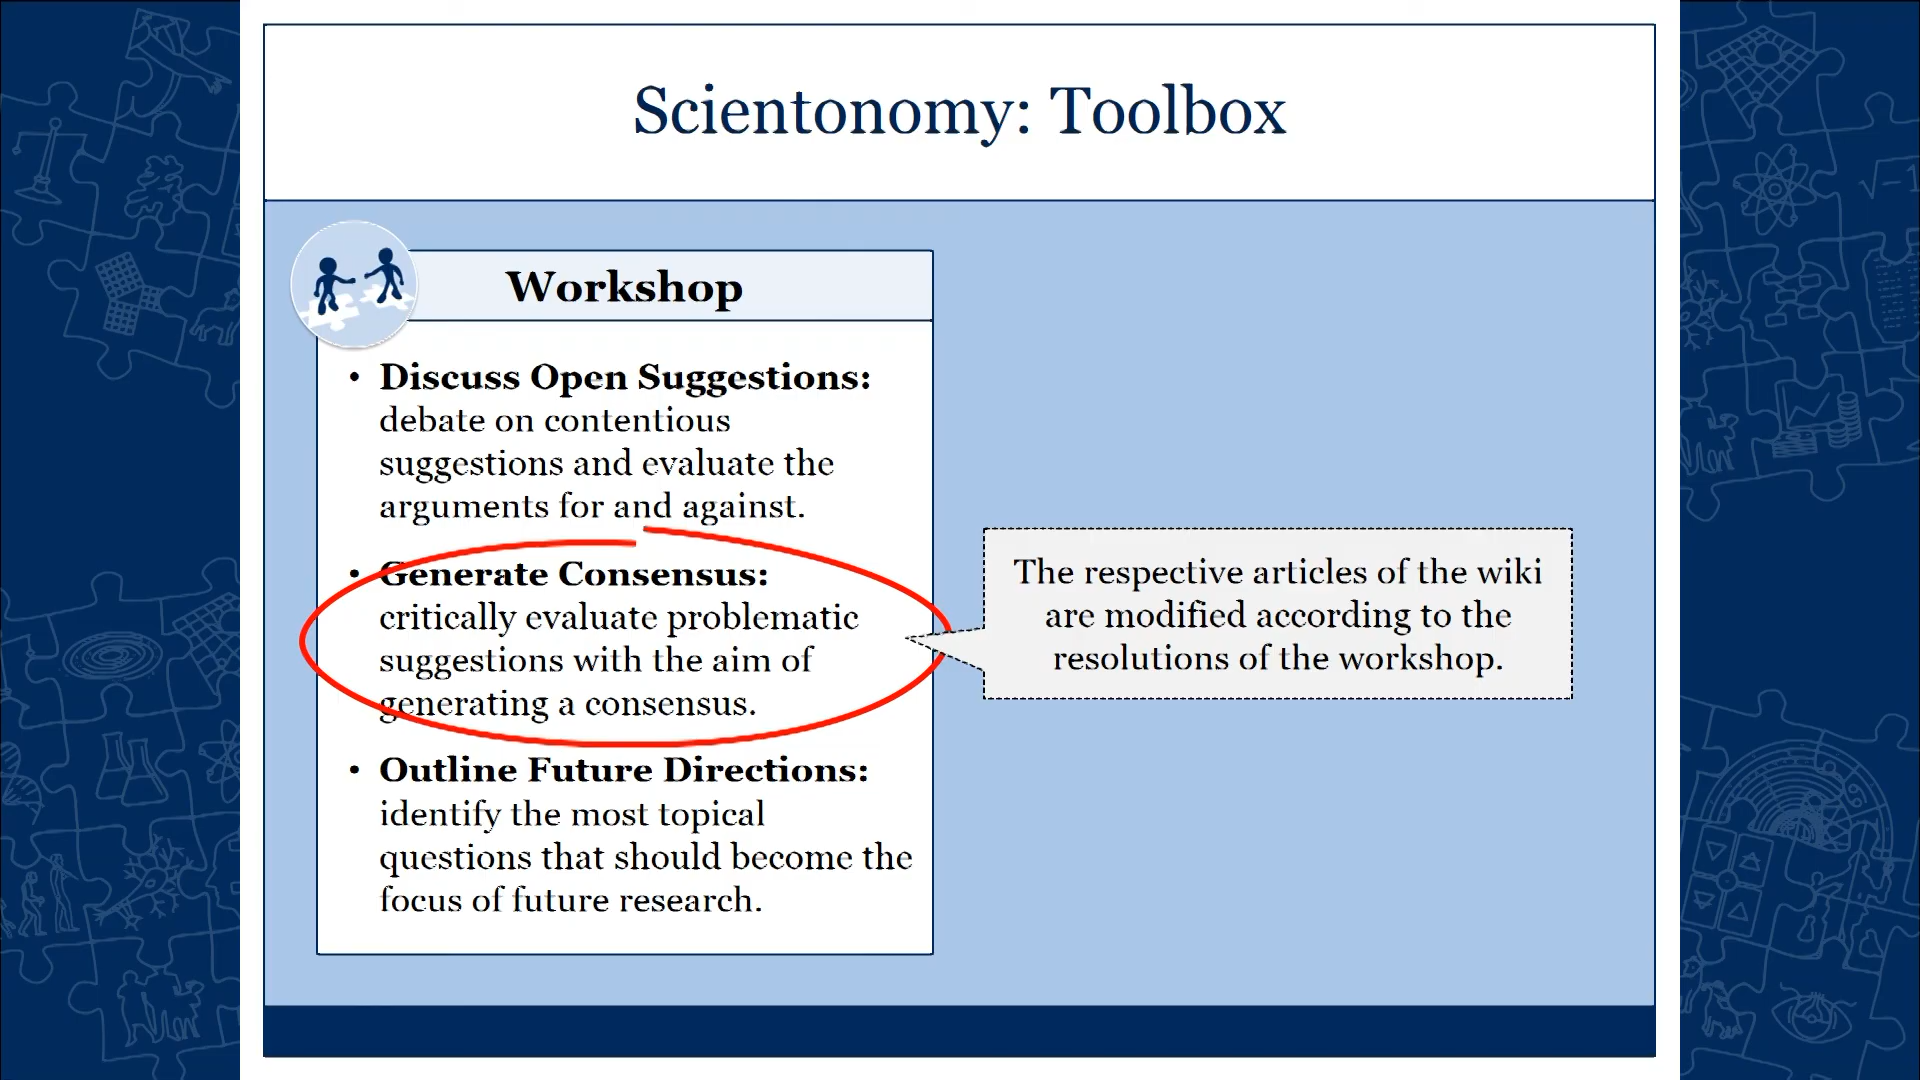 Scientonomy: Toolbox
Workshop
• Discuss Open Suggestions:
debate on contentious
suggestions and evaluate the
arguments for and against.
• Generate Consensus:
critically evaluate problematic
suggestions with the aim of
generating a consensus.
• Outline Future Directions:
identify the most topical
questions that should become the
focus of future research.
The respective articles of the wiki
are modified according to the
resolutions of the workshop.
√-1